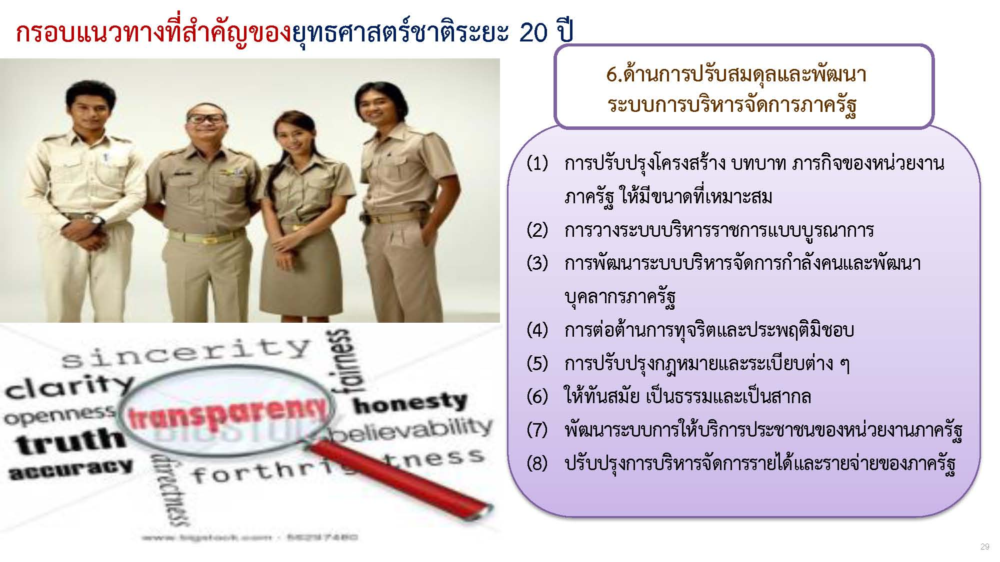 กรอบแนวทางที่สำคัญของยุทธศาสตร์ชาติระยะ 20 ปี
6.ด้านการปรับสมดุลและพัฒนา
ระบบการบริหารจัดการภาครัฐ
(1) การปรับปรุงโครงสร้าง บทบาท ภารกิจของหน่วยงาน
ภาครัฐ ให้มีขนาดที่เหมาะสม
(2) การวางระบบบริหารราชการแบบบูรณาการ
(3) การพัฒนาระบบบริหารจัดการกำลังคนและพัฒนา
บุคลากรภาครัฐ
(4) การต่อต้านการทุจริตและประพฤติมิชอบ
(5) การปรับปรุงกฎหมายและระเบียบต่าง ๆ
(6) ให้ทันสมัย เป็นธรรมและเป็นสากล
(7) พัฒนาระบบการให้บริการประชาชนของหน่วยงานภาครัฐ
(8) ปรับปรุงการบริหารจัดการรายได้และรายจ่ายของภาครัฐ
sincerity
fairness
clarity
transparency
honesty
openness
believability
truth
accuracy
directness
www.bigstock.com · 56297480
29